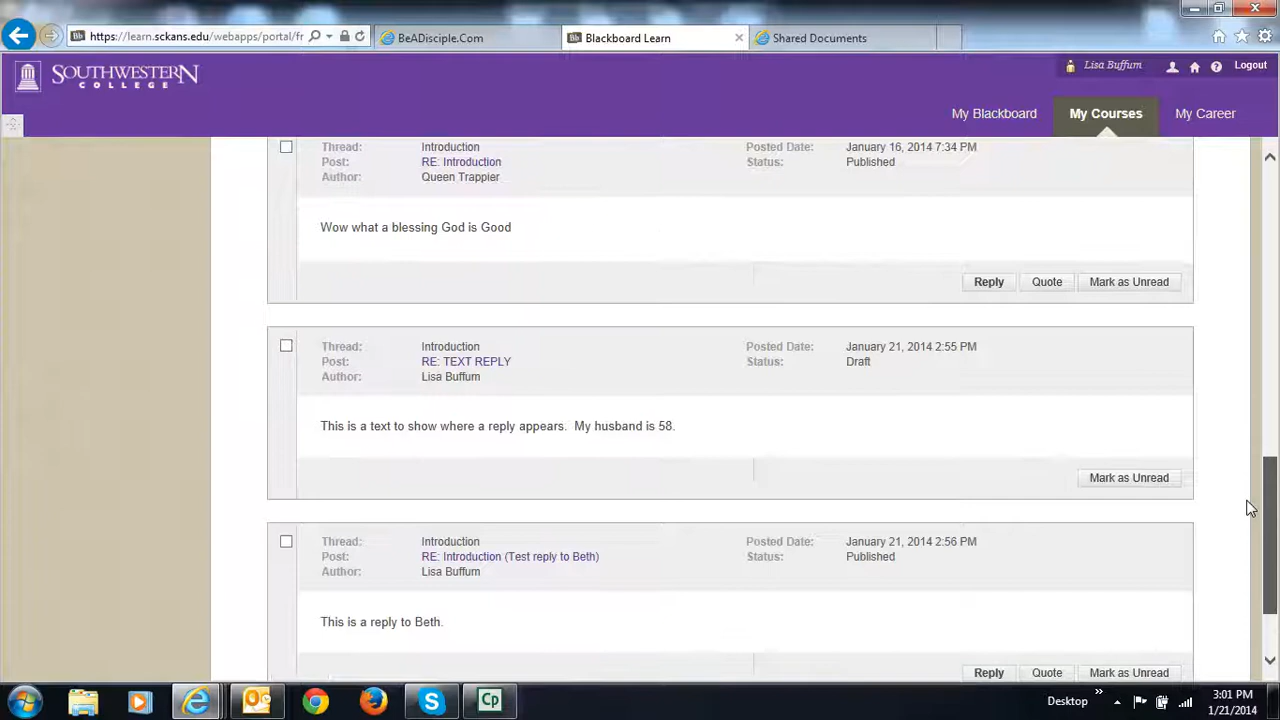 https://learn.sckans.edu/webapps/portal/fr
BeADisciple.Com
Blackboard Learn
Shared Documents
SOUTHWESTERN
COLLEGE
Lisa Buffum
Logout
My Blackboard
My Courses
My Career
Thread: Introduction Posted Date: January 16, 2014 7:34 PM
Post: RE: Introduction Status: Published
Author: Queen Trappier
Wow what a blessing God is Good
Reply Quote Mark as Unread
Thread: Introduction Posted Date: January 21, 2014 2:55 PM
Post: RE: TEXT REPLY Status: Draft
Author: Lisa Buffum
This is a text to show where a reply appears. My husband is 58.
Mark as Unread
Thread: Introduction Posted Date: January 21, 2014 2:56 PM
Post: RE: Introduction (Test reply to Beth) Status: Published
Author: Lisa Buffum
This is a reply to Beth.
Reply Quote Mark as Unread
Cp
Desktop
3:01 PM
1/21/2014